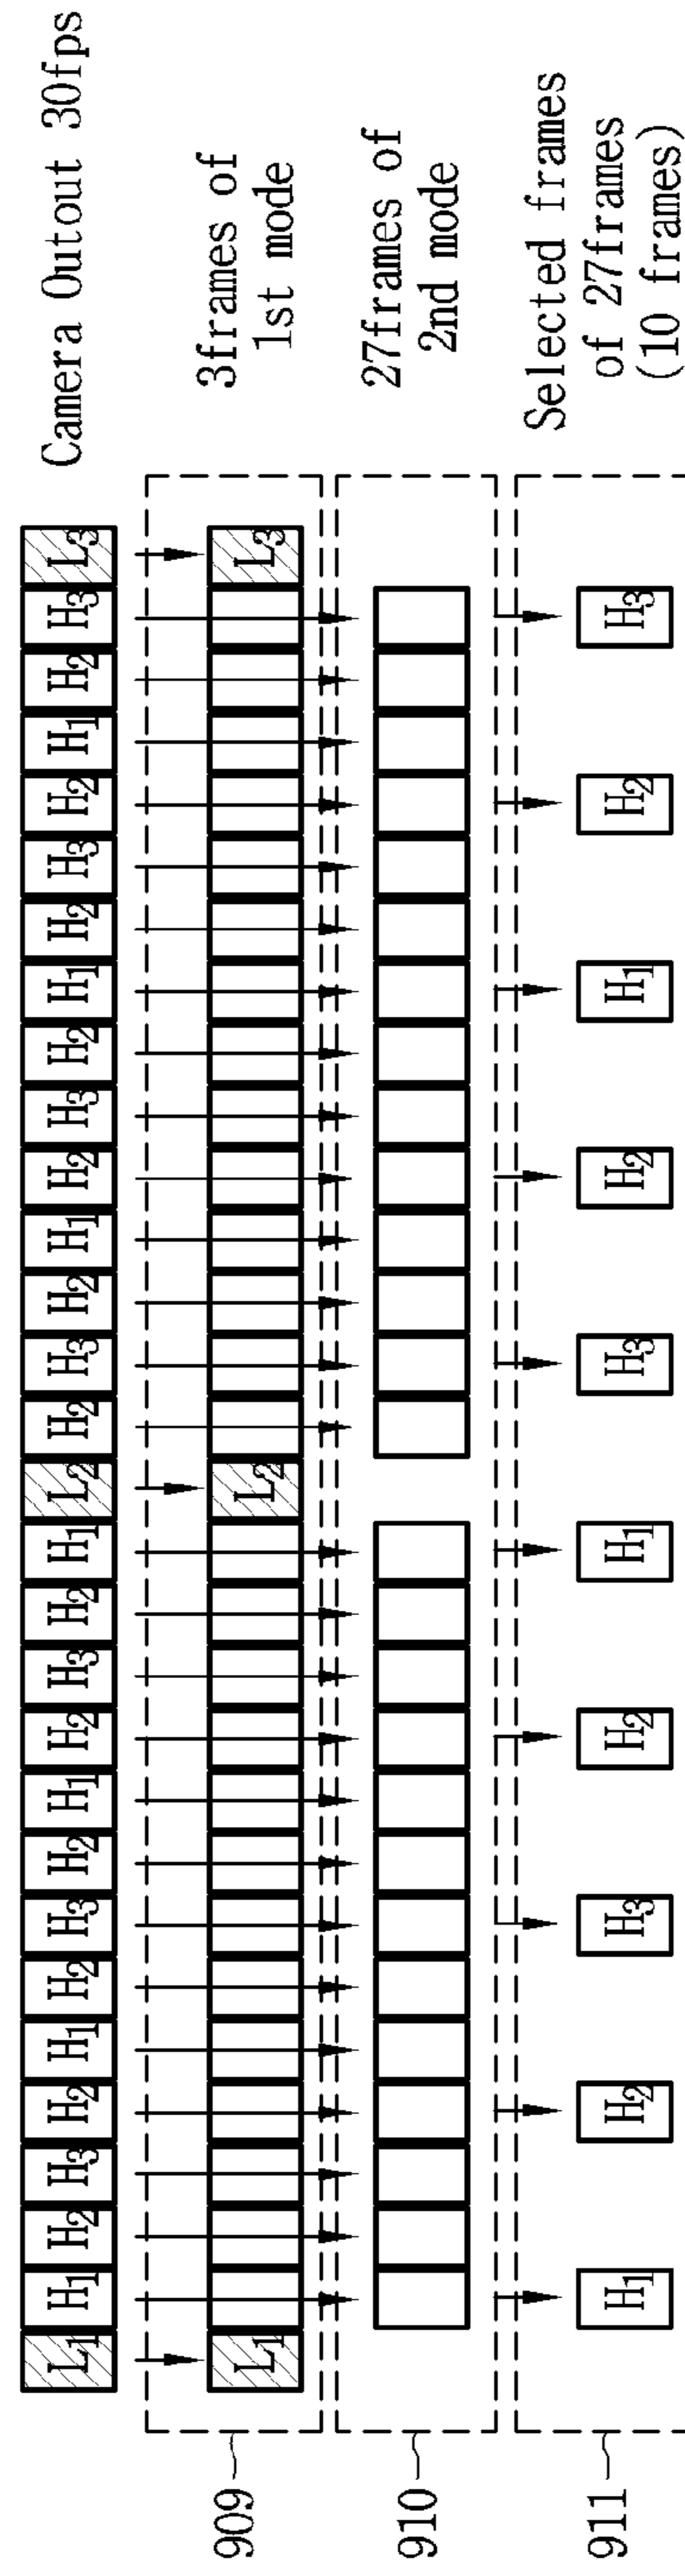 L1 H1 H2 H3 H2 H1 H2 H3 H2 H1 H2 H3 H2 H1 L2 H2 H3 H2 H1 H2 H3 H2 H1 H2 H3 H2 H1 H2 H3 L3 Camera Outout 30fps
909 L1 L2 L3 3frames of
1st mode
910 27frames of
2nd mode
911 H1 H2 H3 H2 H1 H3 H2 H1 H2 H3 Selected frames
of 27frames
(10 frames)